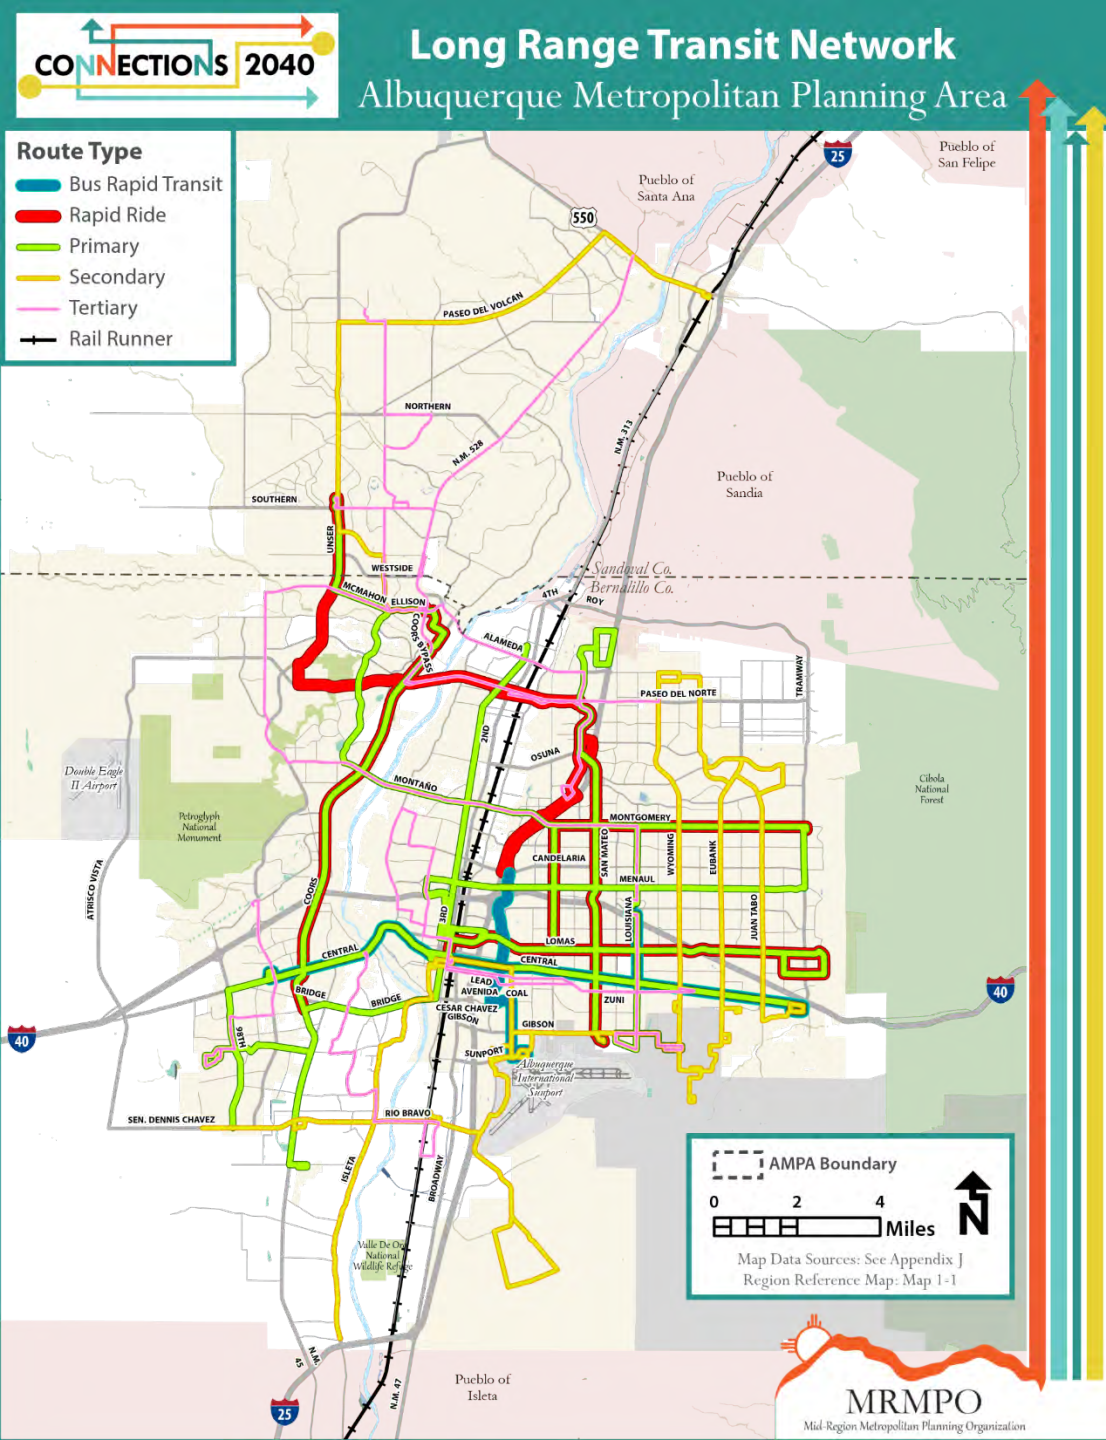 CONNECTIONS 2040
Long Range Transit Network
Albuquerque Metropolitan Planning Area
Route Type
Bus Rapid Transit
Rapid Ride
Primary
Secondary
Tertiary
Rail Runner
25
Pueblo of
San Felipe
Pueblo of
Santa Ana
550
PASEO DEL VOLCAN
NORTHERN
N.M. 528
N.M. 313
Pueblo of
Sandia
SOUTHERN
UNSER
WESTSIDE
Sandoval Co.
Bernalillo Co.
MCMAHON
ELLISON
4TH
ROY
COORS BYPASS
ALAMEDA
TRAMWAY
PASEO DEL NORTE
2ND
OSUNA
Double Eagle
II Airport
MONTAÑO
Cibola
National
Forest
Petroglyph
National
Monument
MONTGOMERY
SAN MATEO
WYOMING
EUBANK
CANDELARIA
MENAUL
ATRISCO VISTA
COORS
3RD
LOUISIANA
JUAN TABO
LOMAS
CENTRAL
CENTRAL
LEAD
AVENIDA
COAL
CESAR CHAVEZ
GIBSON
BRIDGE
BRIDGE
ZUNI
40
40
98TH
GIBSON
SUNPORT
Albuquerque
International
Sunport
SEN. DENNIS CHAVEZ
RIO BRAVO
ISLETA
BROADWAY
AMPA Boundary
0 2 4
Miles
N
Map Data Sources: See Appendix J
Region Reference Map: Map 1-1
Valle De Oro
National
Wildlife Refuge
N.M.
45
N.M. 47
25
Pueblo of
Isleta
MRMPO
Mid-Region Metropolitan Planning Organization